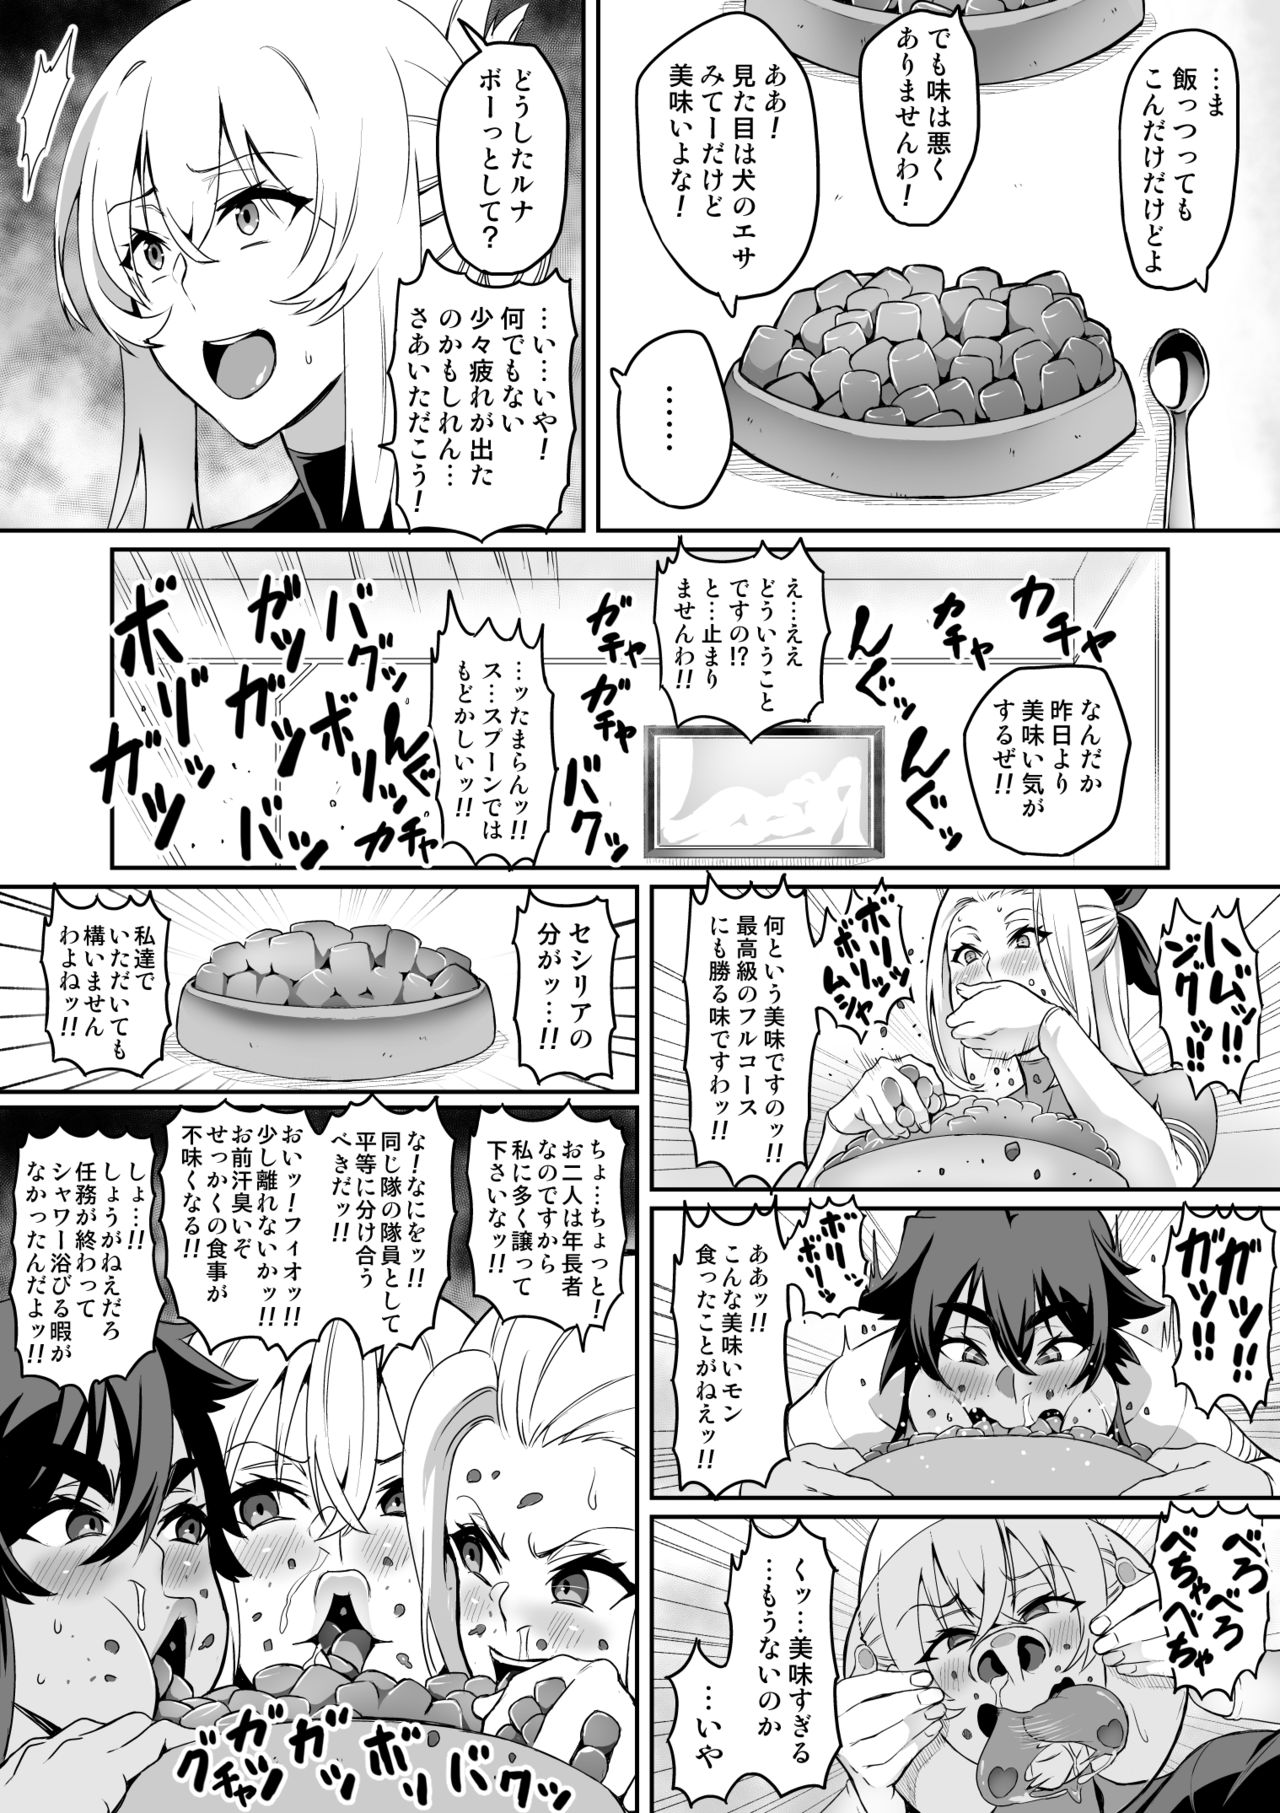 …ま
飯っつっても
こんだけだけどよ
でも味は悪く
ありませんわ！
ああ！
見た目は犬のエサ
みてーだけど
美味いよな！
……
どうしたルナ
ボーっとして？
…い…いや！
何でもない
少々疲れが出た
のかもしれん…
さあいただこう！
カチャ
カチャ
なんだか
昨日より
美味い気が
するぜ!!
んぐッ
んぐッ
え…ええ
どういうこと
ですの!?
と…止まり
ませんわ!!
ガチャ
ガチャ
バクッ
…ッたまらんッ!!
ス…スプーンでは
もどかしいッ!!
バグッ
ボリッ
んぐ
カチャ
ガッ
ガツッ
バッ
ボリ
ガツッ
ハムッ!!
ジグッ!!
何という美味ですのッ!!
最高級のフルコース
にも勝る味ですわッ!!
ボリボリ
ムシャッ
ガツ!!
ガッ!!
ああッ!!
こんな美味いモン
食ったことがねえッ!!
ボリッ
ボリ!!
べろべろ
べちゃべちゃ
くッ…美味すぎる
…もうないのか
…いや
セシリアの
分がッ…!!
私達で
いただいても
構いません
わよねッ!!
ちょ…ちょっと！
お二人は年長者
なのですから
私に多く譲って
下さいなッ!!
な！なにをッ!!
同じ隊の隊員として
平等に分け合う
べきだッ!!
おいッ！フィオッ!!
少し離れないかッ!!
お前汗臭いぞ
せっかくの食事が
不味くなる!!
しょ…!!
しょうがねえだろ
任務が終わって
シャワー浴びる暇が
なかったんだよッ!!
バクッ
ボリ
ガッ
ガツ
グチャッ